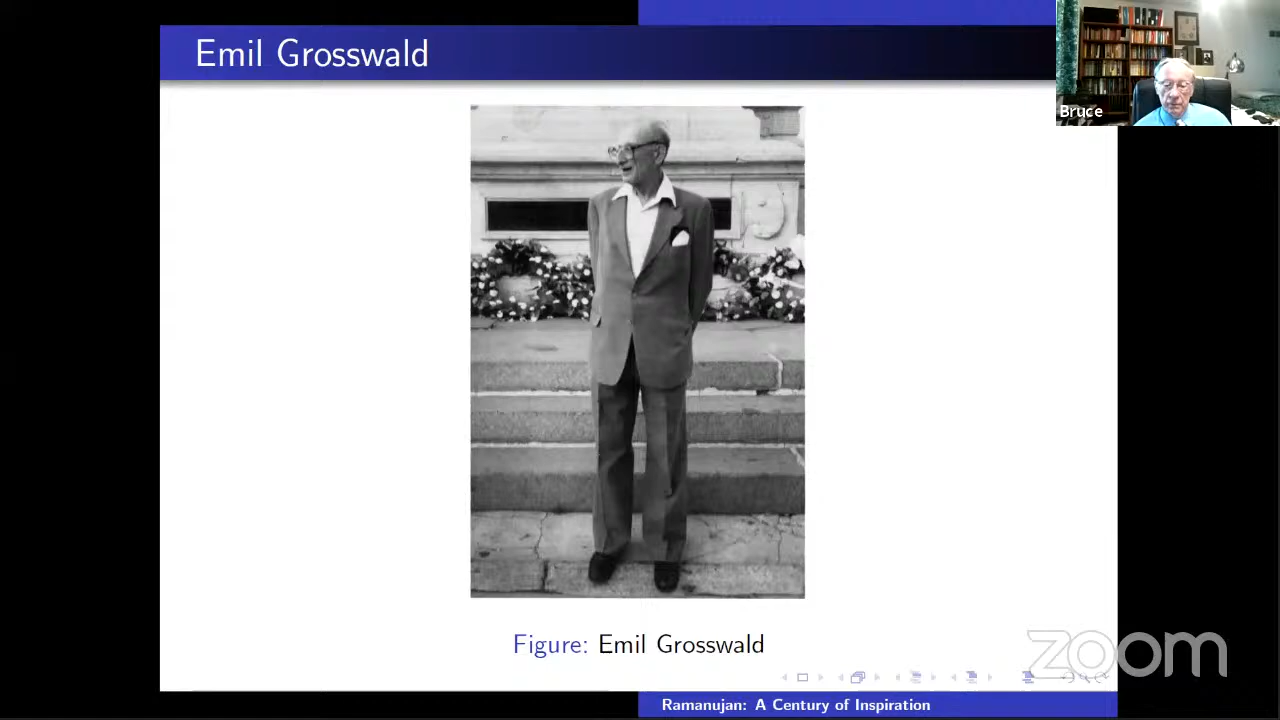 Emil Grosswald
Bruce
Figure: Emil Grosswald
zoom
Ramanujan: A Century of Inspiration